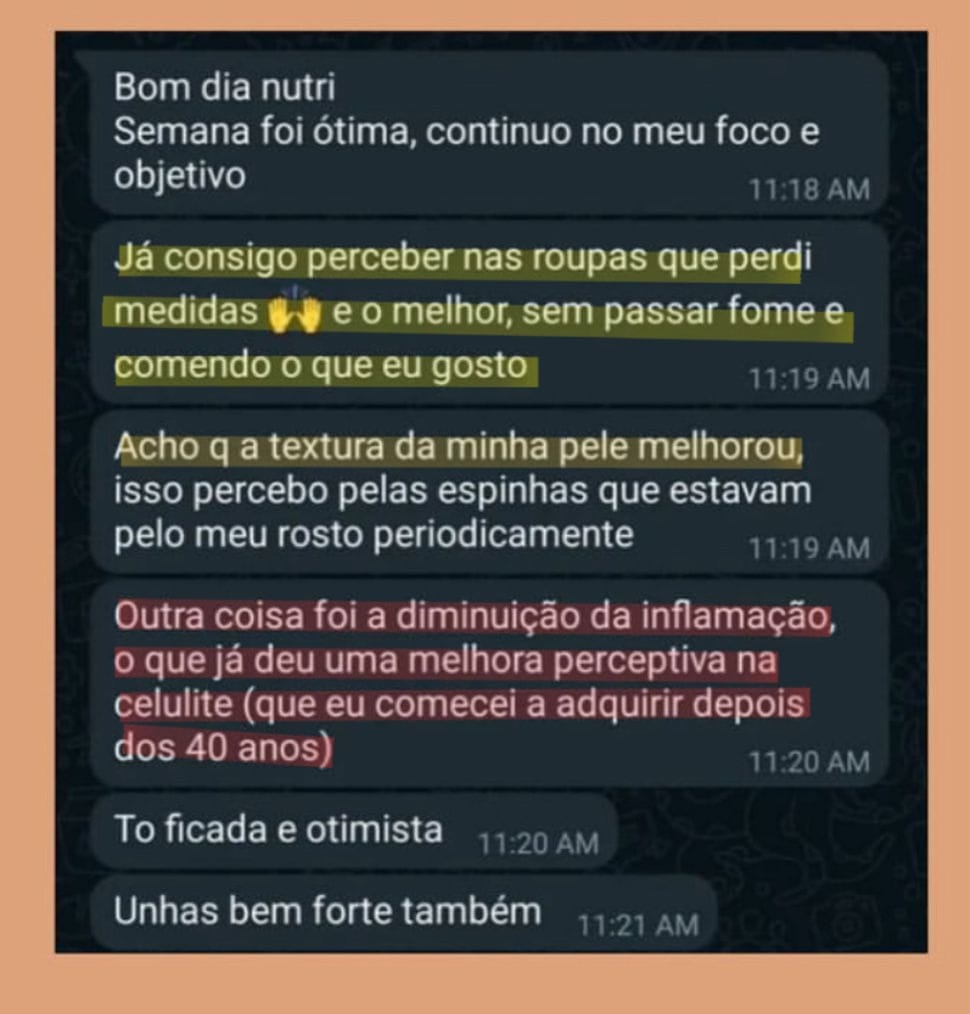 Bom dia nutri
Semana foi ótima, continuo no meu foco e
objetivo
11:18 AM
Já consigo perceber nas roupas que perdi
medidas 🙌 e o melhor, sem passar fome e
comendo o que eu gosto
11:19 AM
Acho q a textura da minha pele melhorou,
isso percebo pelas espinhas que estavam
pelo meu rosto periodicamente
11:19 AM
Outra coisa foi a diminuição da inflamação,
o que já deu uma melhora perceptiva na
celulite (que eu comecei a adquirir depois
dos 40 anos)
11:20 AM
To ficada e otimista
11:20 AM
Unhas bem forte também
11:21 AM